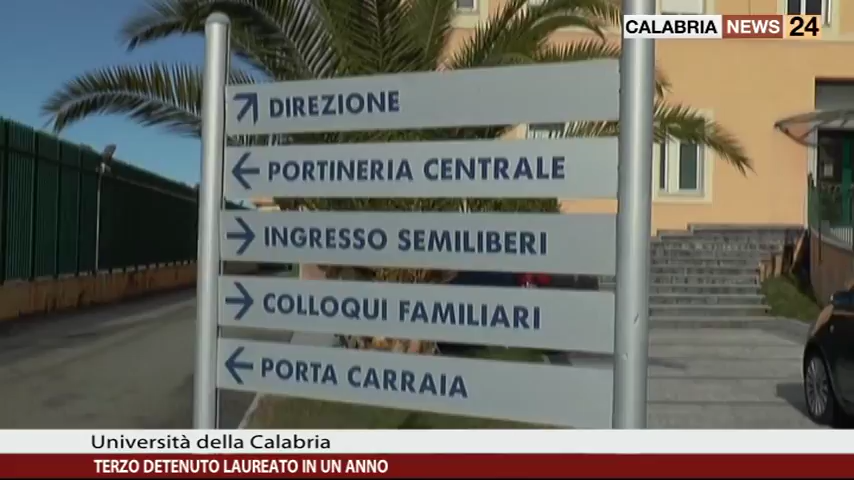 CALABRIA NEWS 24
DIREZIONE
PORTINERIA CENTRALE
INGRESSO SEMILIBERI
COLLOQUI FAMILIARI
PORTA CARRAIA
Università della Calabria
TERZO DETENUTO LAUREATO IN UN ANNO